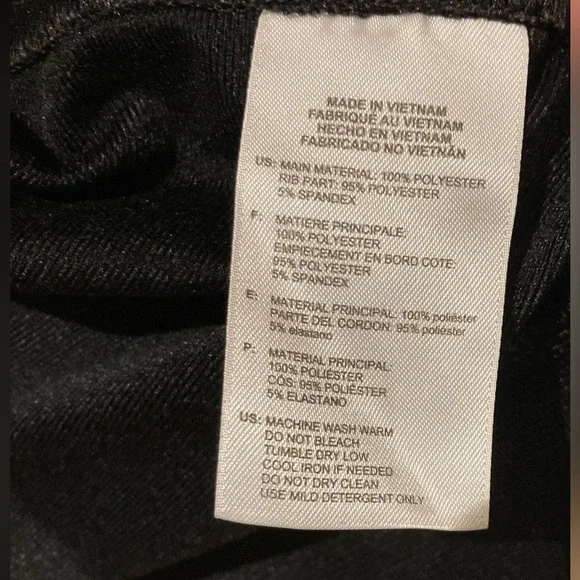 MADE IN VIETNAM
FABRIQUÉ AU VIETNAM
HECHO EN VIETNAM
FABRICADO NO VIETNÃN
US: MAIN MATERIAL: 100% POLYESTER
RIB PART: 95% POLYESTER
5% SPANDEX
F: MATIERE PRINCIPALE:
100% POLYESTER
EMPIECEMENT EN BORD COTE:
95% POLYESTER
5% SPANDEX
E: MATERIAL PRINCIPAL: 100% poliéster
PARTE DEL CORDON: 95% poliéster
5% elastano
P: MATERIAL PRINCIPAL:
100% POLIÉSTER
CÓS: 95% POLIÉSTER
5% ELASTANO
US: MACHINE WASH WARM
DO NOT BLEACH
TUMBLE DRY LOW
COOL IRON IF NEEDED
DO NOT DRY CLEAN
USE MILD DETERGENT ONLY